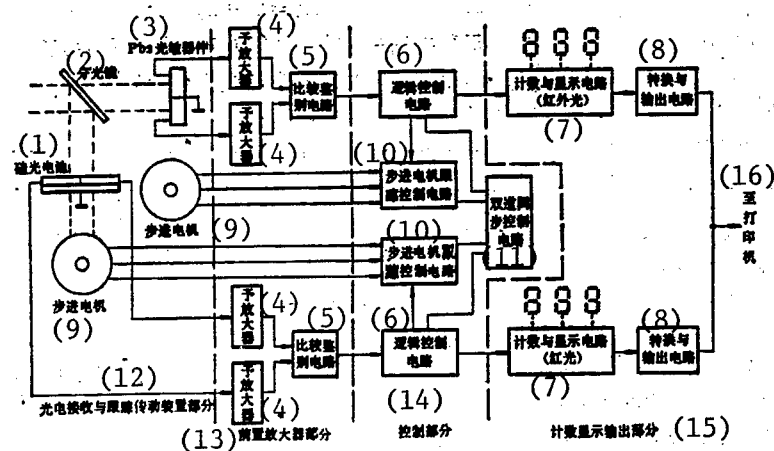 (3)
Pbs光敏器件
(2)
分光镜
(4)
予放大器
(5)
比较鉴别电路
(6)
逻辑控制
电路
888
计数与显示电路
(红外光)
(7)
(8)
转换与
输出电路
予放大器
(4)
(1)
硅光电池
(10)
步进电机跟
踪控制电路
步进电机
(9)
双道同步控制电路
(11)
(16)
至打印机
(10)
步进电机跟
踪控制电路
步进电机
(9)
(4)
予放大器
(5)
比较鉴别电路
(6)
逻辑控制
电路
(14)
888
计数与显示电路
(红光)
(7)
(8)
转换与
输出电路
(12)
予放大器
(4)
光电接收与跟踪传动装置部分
(13)
前置放大器部分
控制部分
计数显示输出部分
(15)